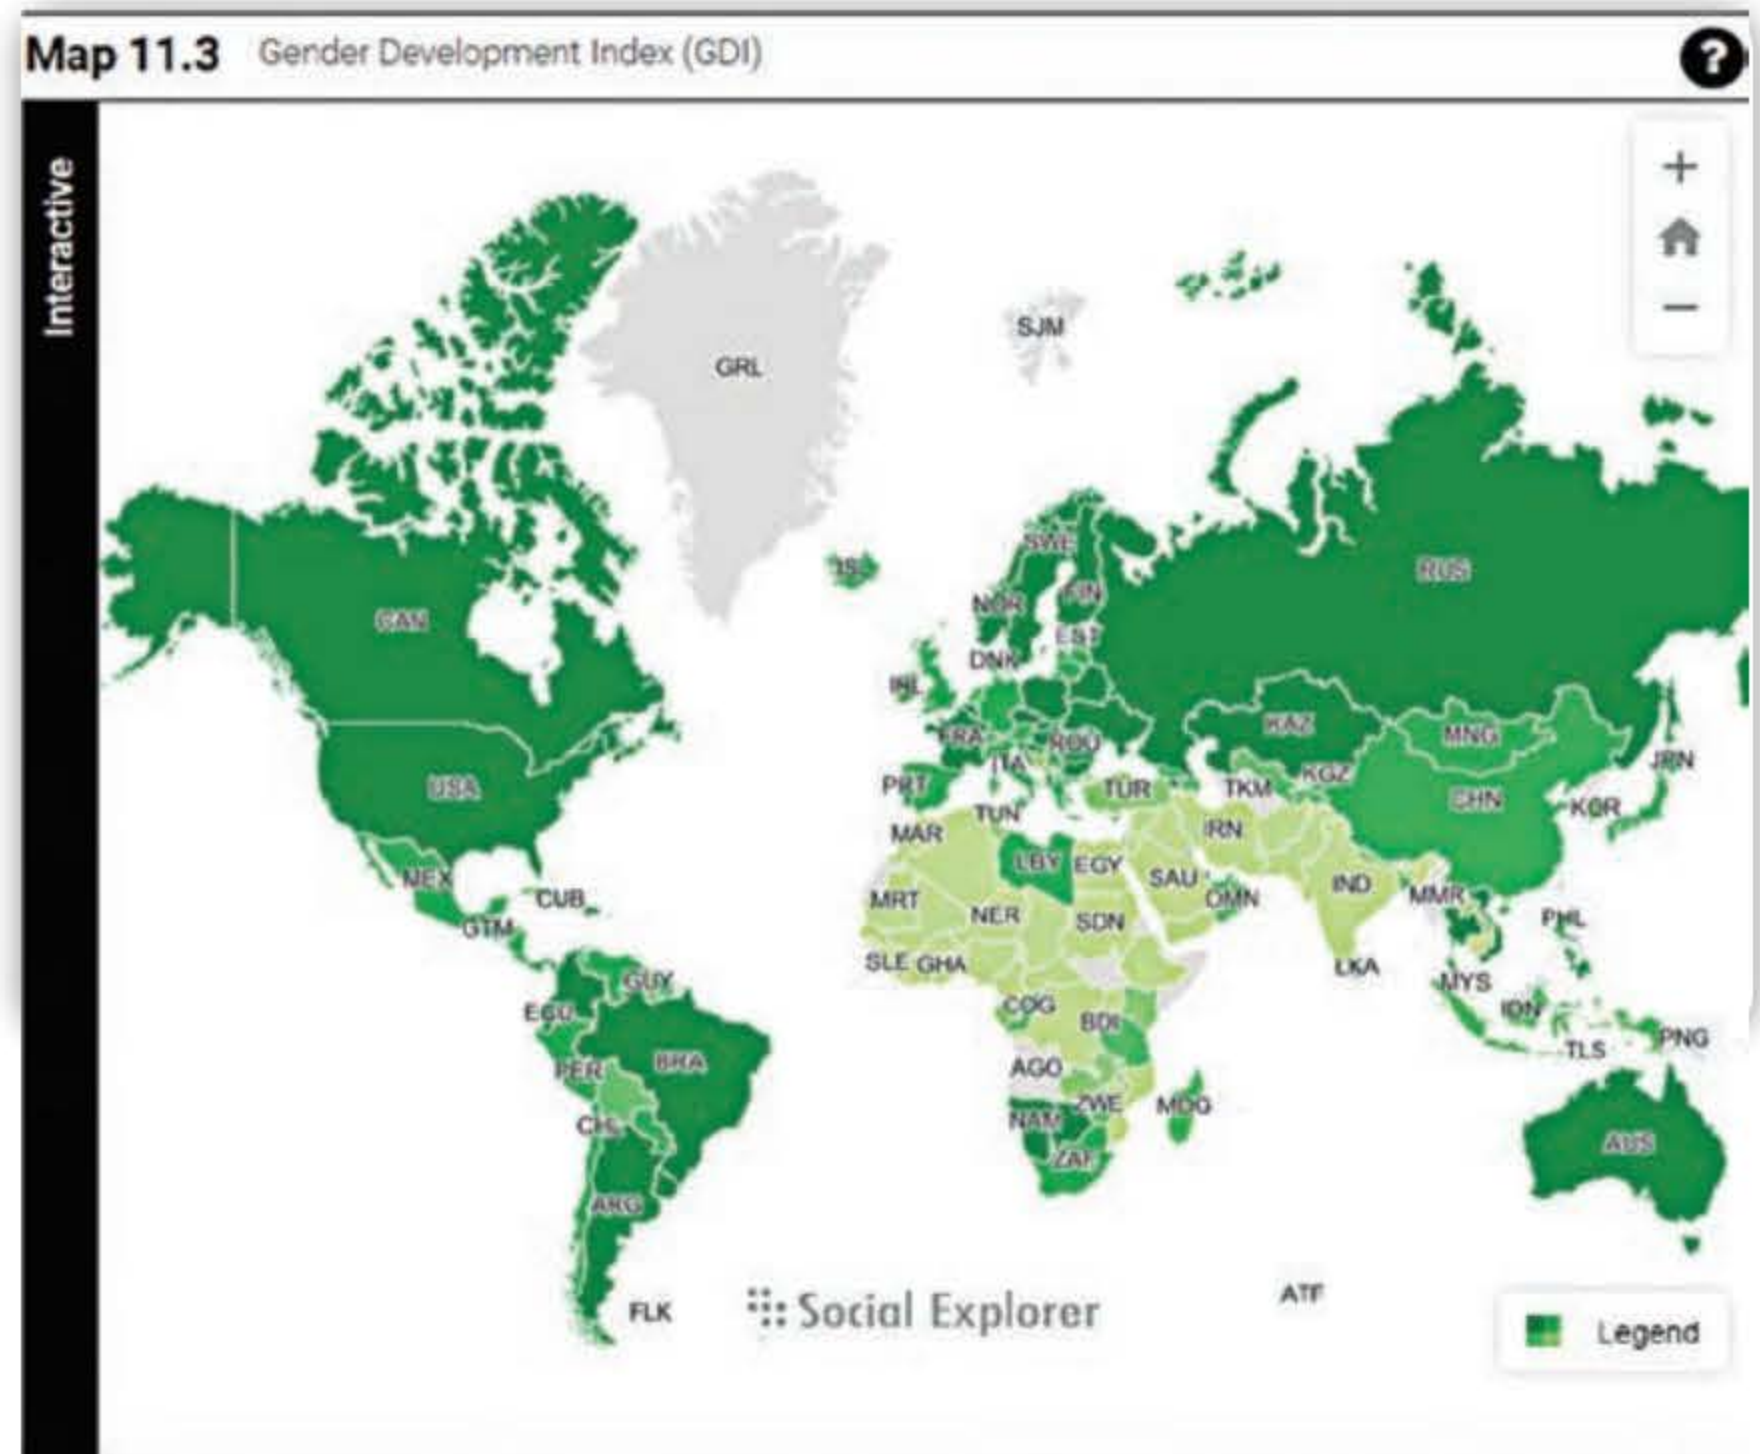 Map 11.3 Gender Development Index (GDI)
?
Interactive
+
−
SJM
GRL
SWE
ISL
RUS
FIN
NOR
CAN
EST
DNK
IRL
KAZ
FRA
MNG
ROU
ITA
JPN
KGZ
PRT
USA
TUR
TKM
CHN
KOR
TUN
IRN
MAR
LBY
EGY
MEX
SAU
IND
CUB
MRT
OMN
MMR
NER
SDN
PHL
GTM
SLE
GHA
LKA
GUY
MYS
COG
IDN
ECU
BDI
PNG
BRA
TLS
PER
AGO
ZWE
MDG
NAM
CHL
AUS
ZAF
ARG
ATF
FLK
Social Explorer
Legend